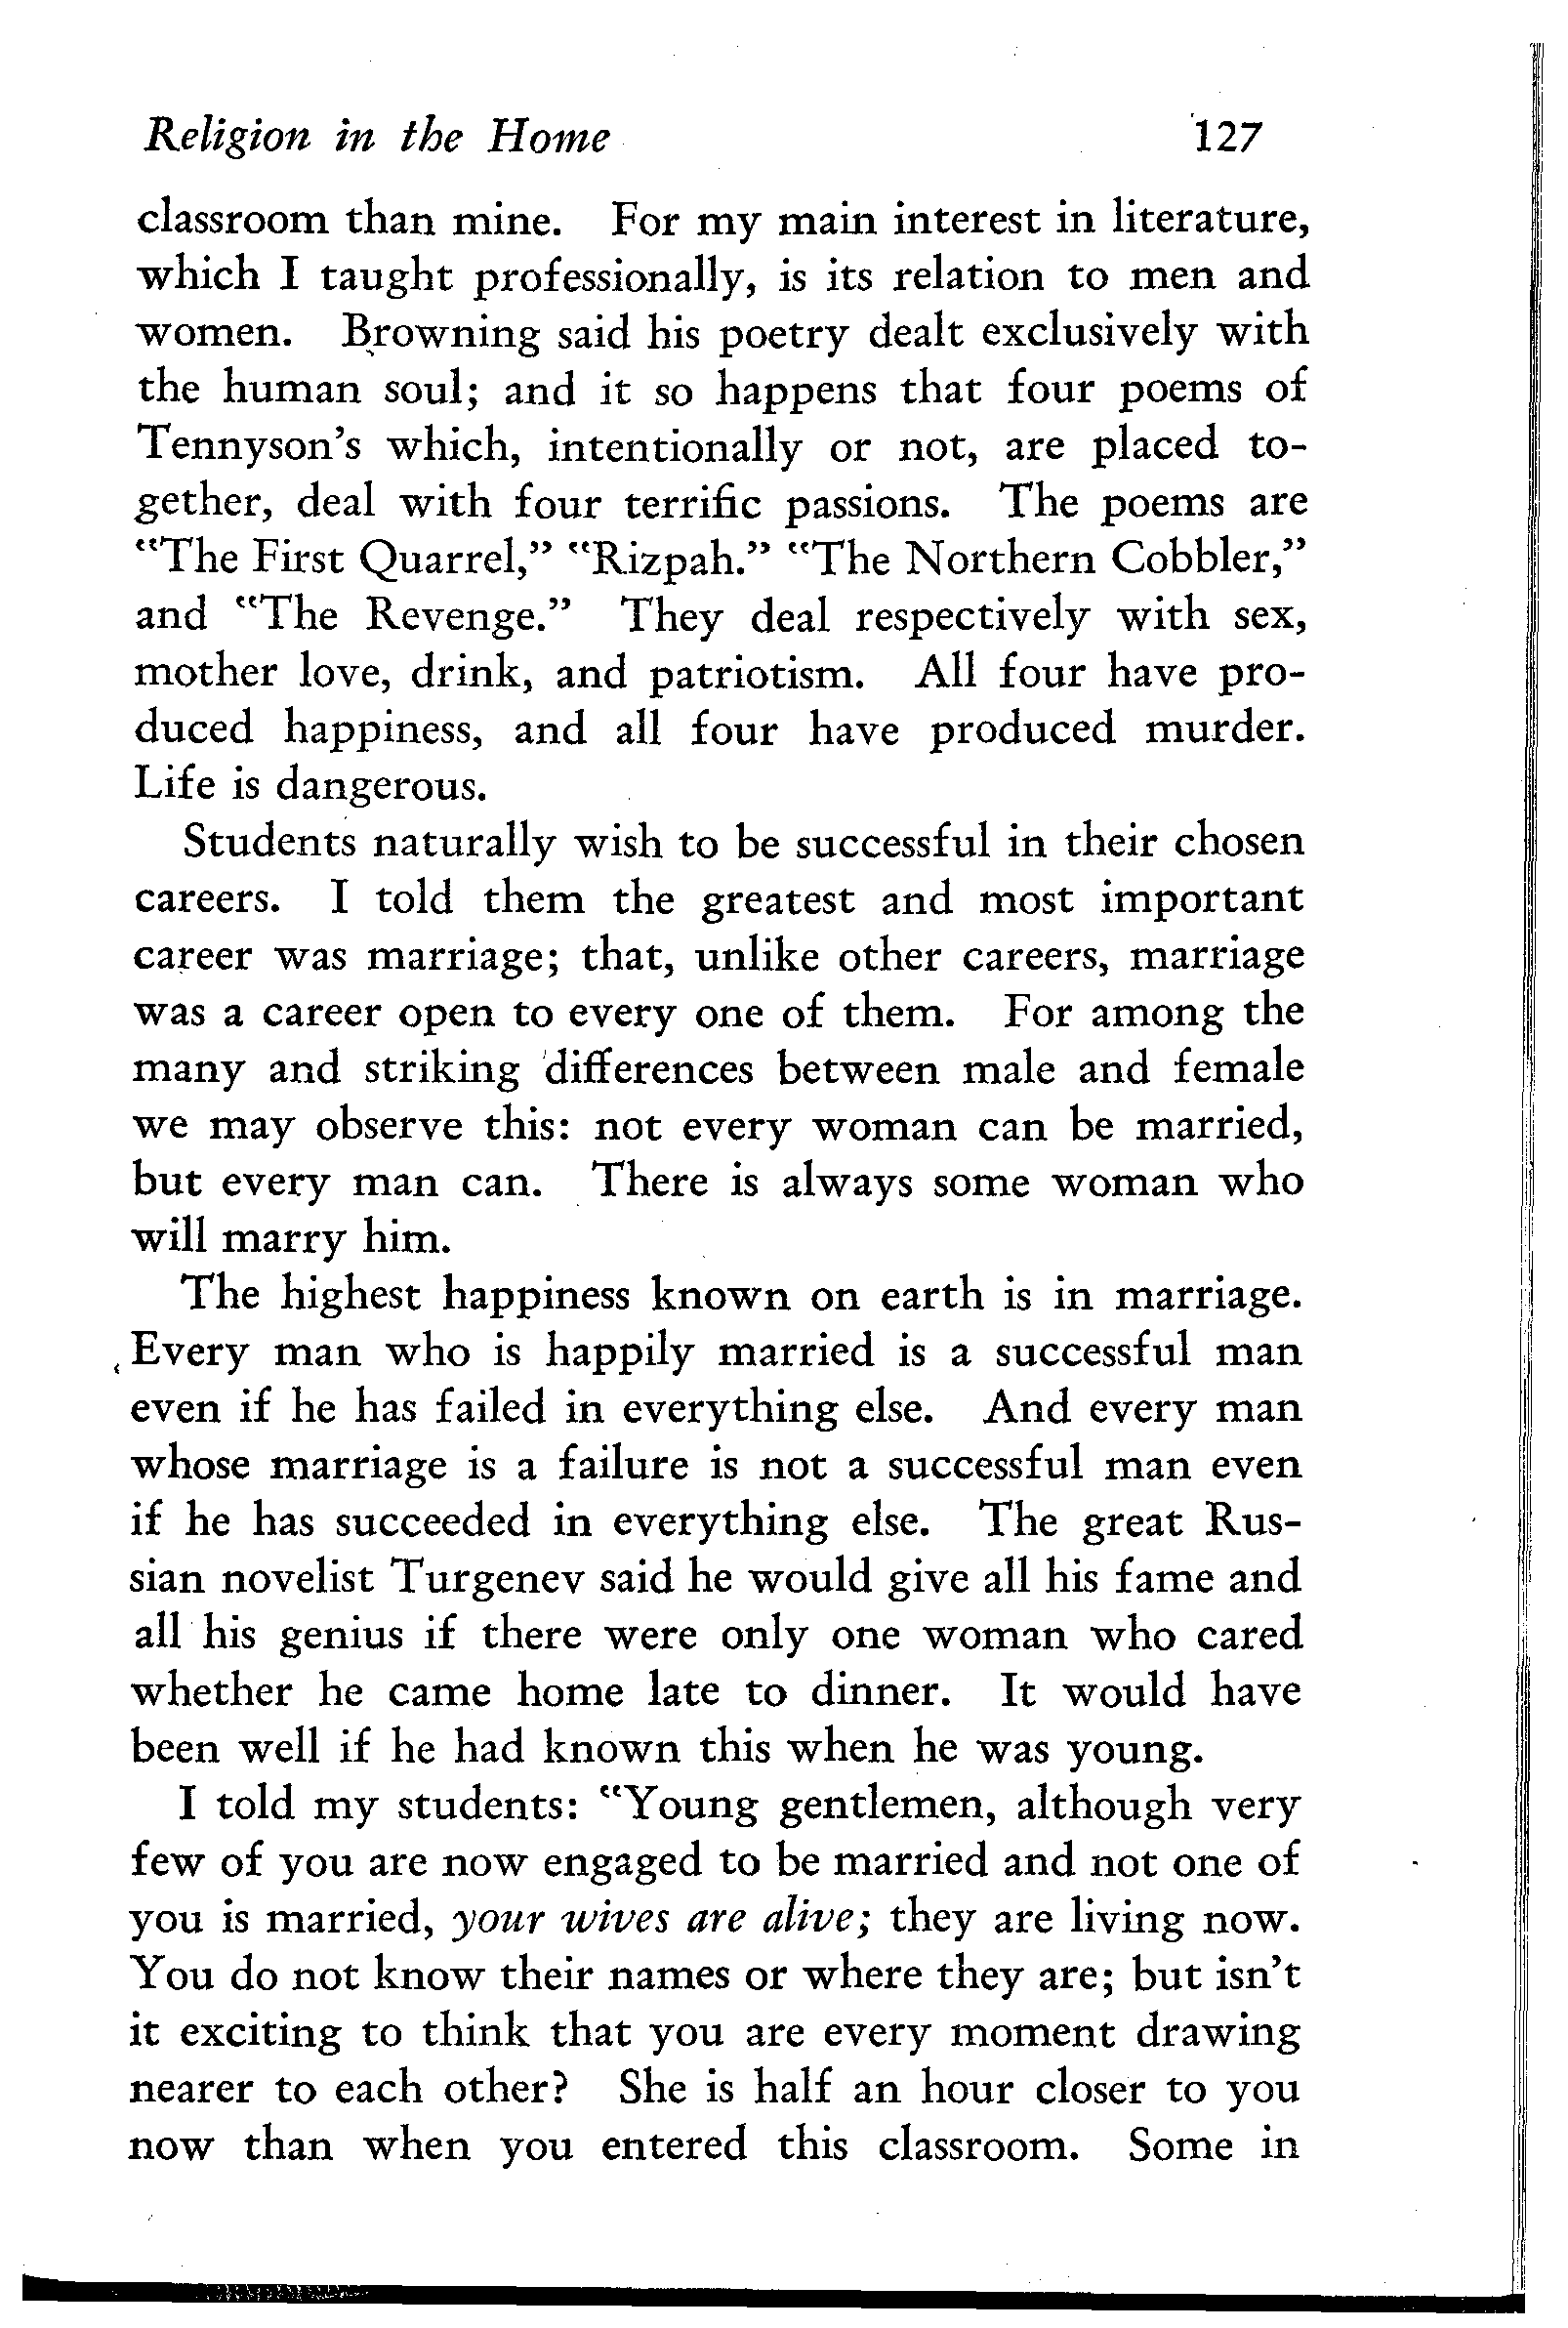 Religion in the Home 127
classroom than mine. For my main interest in literature,
which I taught professionally, is its relation to men and
women. Browning said his poetry dealt exclusively with
the human soul; and it so happens that four poems of
Tennyson's which, intentionally or not, are placed to-
gether, deal with four terrific passions. The poems are
"The First Quarrel," "Rizpah." "The Northern Cobbler,"
and "The Revenge." They deal respectively with sex,
mother love, drink, and patriotism. All four have pro-
duced happiness, and all four have produced murder.
Life is dangerous.
Students naturally wish to be successful in their chosen
careers. I told them the greatest and most important
career was marriage; that, unlike other careers, marriage
was a career open to every one of them. For among the
many and striking differences between male and female
we may observe this: not every woman can be married,
but every man can. There is always some woman who
will marry him.
The highest happiness known on earth is in marriage.
Every man who is happily married is a successful man
even if he has failed in everything else. And every man
whose marriage is a failure is not a successful man even
if he has succeeded in everything else. The great Rus-
sian novelist Turgenev said he would give all his fame and
all his genius if there were only one woman who cared
whether he came home late to dinner. It would have
been well if he had known this when he was young.
I told my students: "Young gentlemen, although very
few of you are now engaged to be married and not one of
you is married, your wives are alive; they are living now.
You do not know their names or where they are; but isn't
it exciting to think that you are every moment drawing
nearer to each other? She is half an hour closer to you
now than when you entered this classroom. Some in